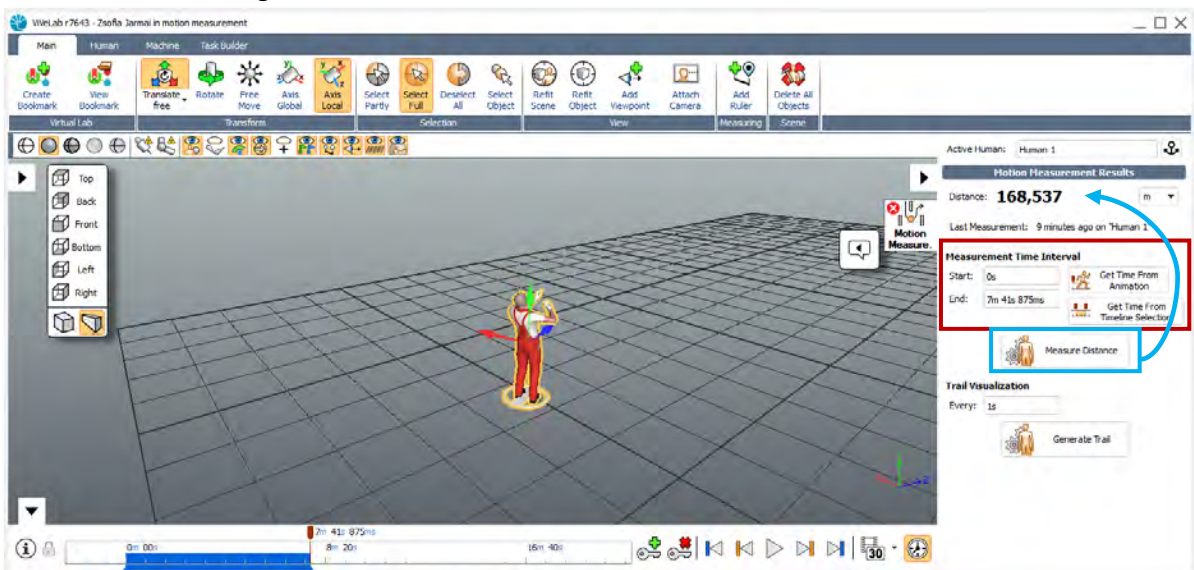 ViveLab r7643 - Zsofia Jarmai in motion measurement
Main Human Machine Task Builder
Create Bookmark
View Bookmark
Translate free
Rotate
Free Move
Axis Global
Axis Local
Select Partly
Select Full
Deselect All
Select Object
Refit Scene
Refit Object
Add Viewpoint
Attach Camera
Add Ruler
Delete All Objects
Virtual Lab Transform Selection View Measuring Scene
Active Human: Human 1
Motion Measurement Results
Distance: 168,537 m
Last Measurement: 9 minutes ago on "Human 1
Top
Back
Front
Bottom
Left
Right
Motion
Measure.
Measurement Time Interval
Start: 0s
Get Time From
Animation
End: 7m 41s 875ms
Get Time From
Timeline Selection
Measure Distance
Trail Visualization
Every: 1s
Generate Trail
Z
7m 41s 875ms
0m 00s 8m 20s 16m 40s
30